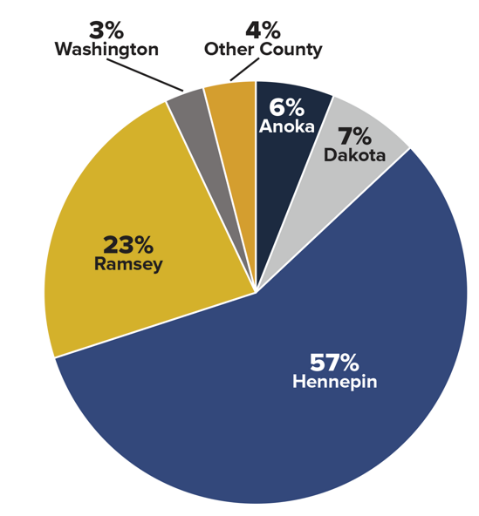 3%
Washington
4%
Other County
6%
Anoka
7%
Dakota
23%
Ramsey
57%
Hennepin